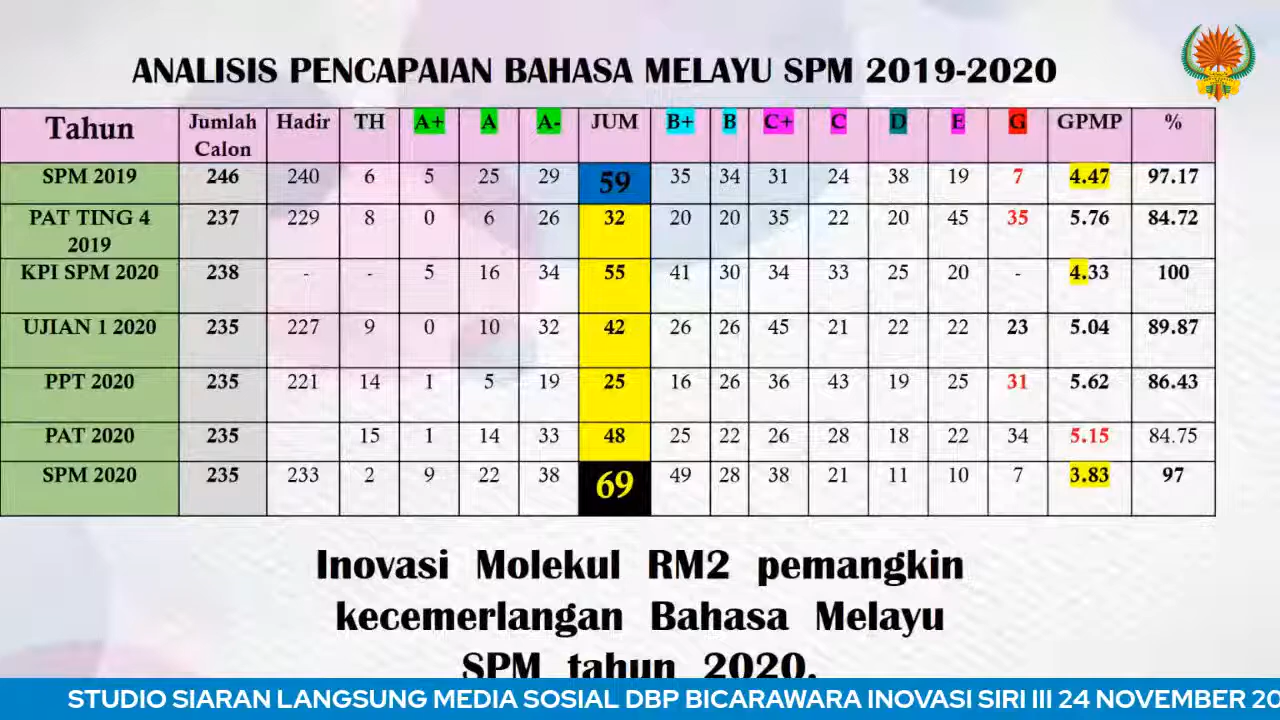 ANALISIS PENCAPAIAN BAHASA MELAYU SPM 2019-2020
Tahun Jumlah Calon Hadir TH A+ A A- JUM B+ B C+ C D E G GPMP %
SPM 2019 246 240 6 5 25 29 59 35 34 31 24 38 19 7 4.47 97.17
PAT TING 4 2019 237 229 8 0 6 26 32 20 20 35 22 20 45 35 5.76 84.72
KPI SPM 2020 238 - - 5 16 34 55 41 30 34 33 25 20 - 4.33 100
UJIAN 1 2020 235 227 9 0 10 32 42 26 26 45 21 22 22 23 5.04 89.87
PPT 2020 235 221 14 1 5 19 25 16 26 36 43 19 25 31 5.62 86.43
PAT 2020 235 15 1 14 33 48 25 22 26 28 18 22 34 5.15 84.75
SPM 2020 235 233 2 9 22 38 69 49 28 38 21 11 10 7 3.83 97
Inovasi Molekul RM2 pemangkin
kecemerlangan Bahasa Melayu
SPM tahun 2020.
STUDIO SIARAN LANGSUNG MEDIA SOSIAL DBP BICARAWARA INOVASI SIRI III 24 NOVEMBER 20